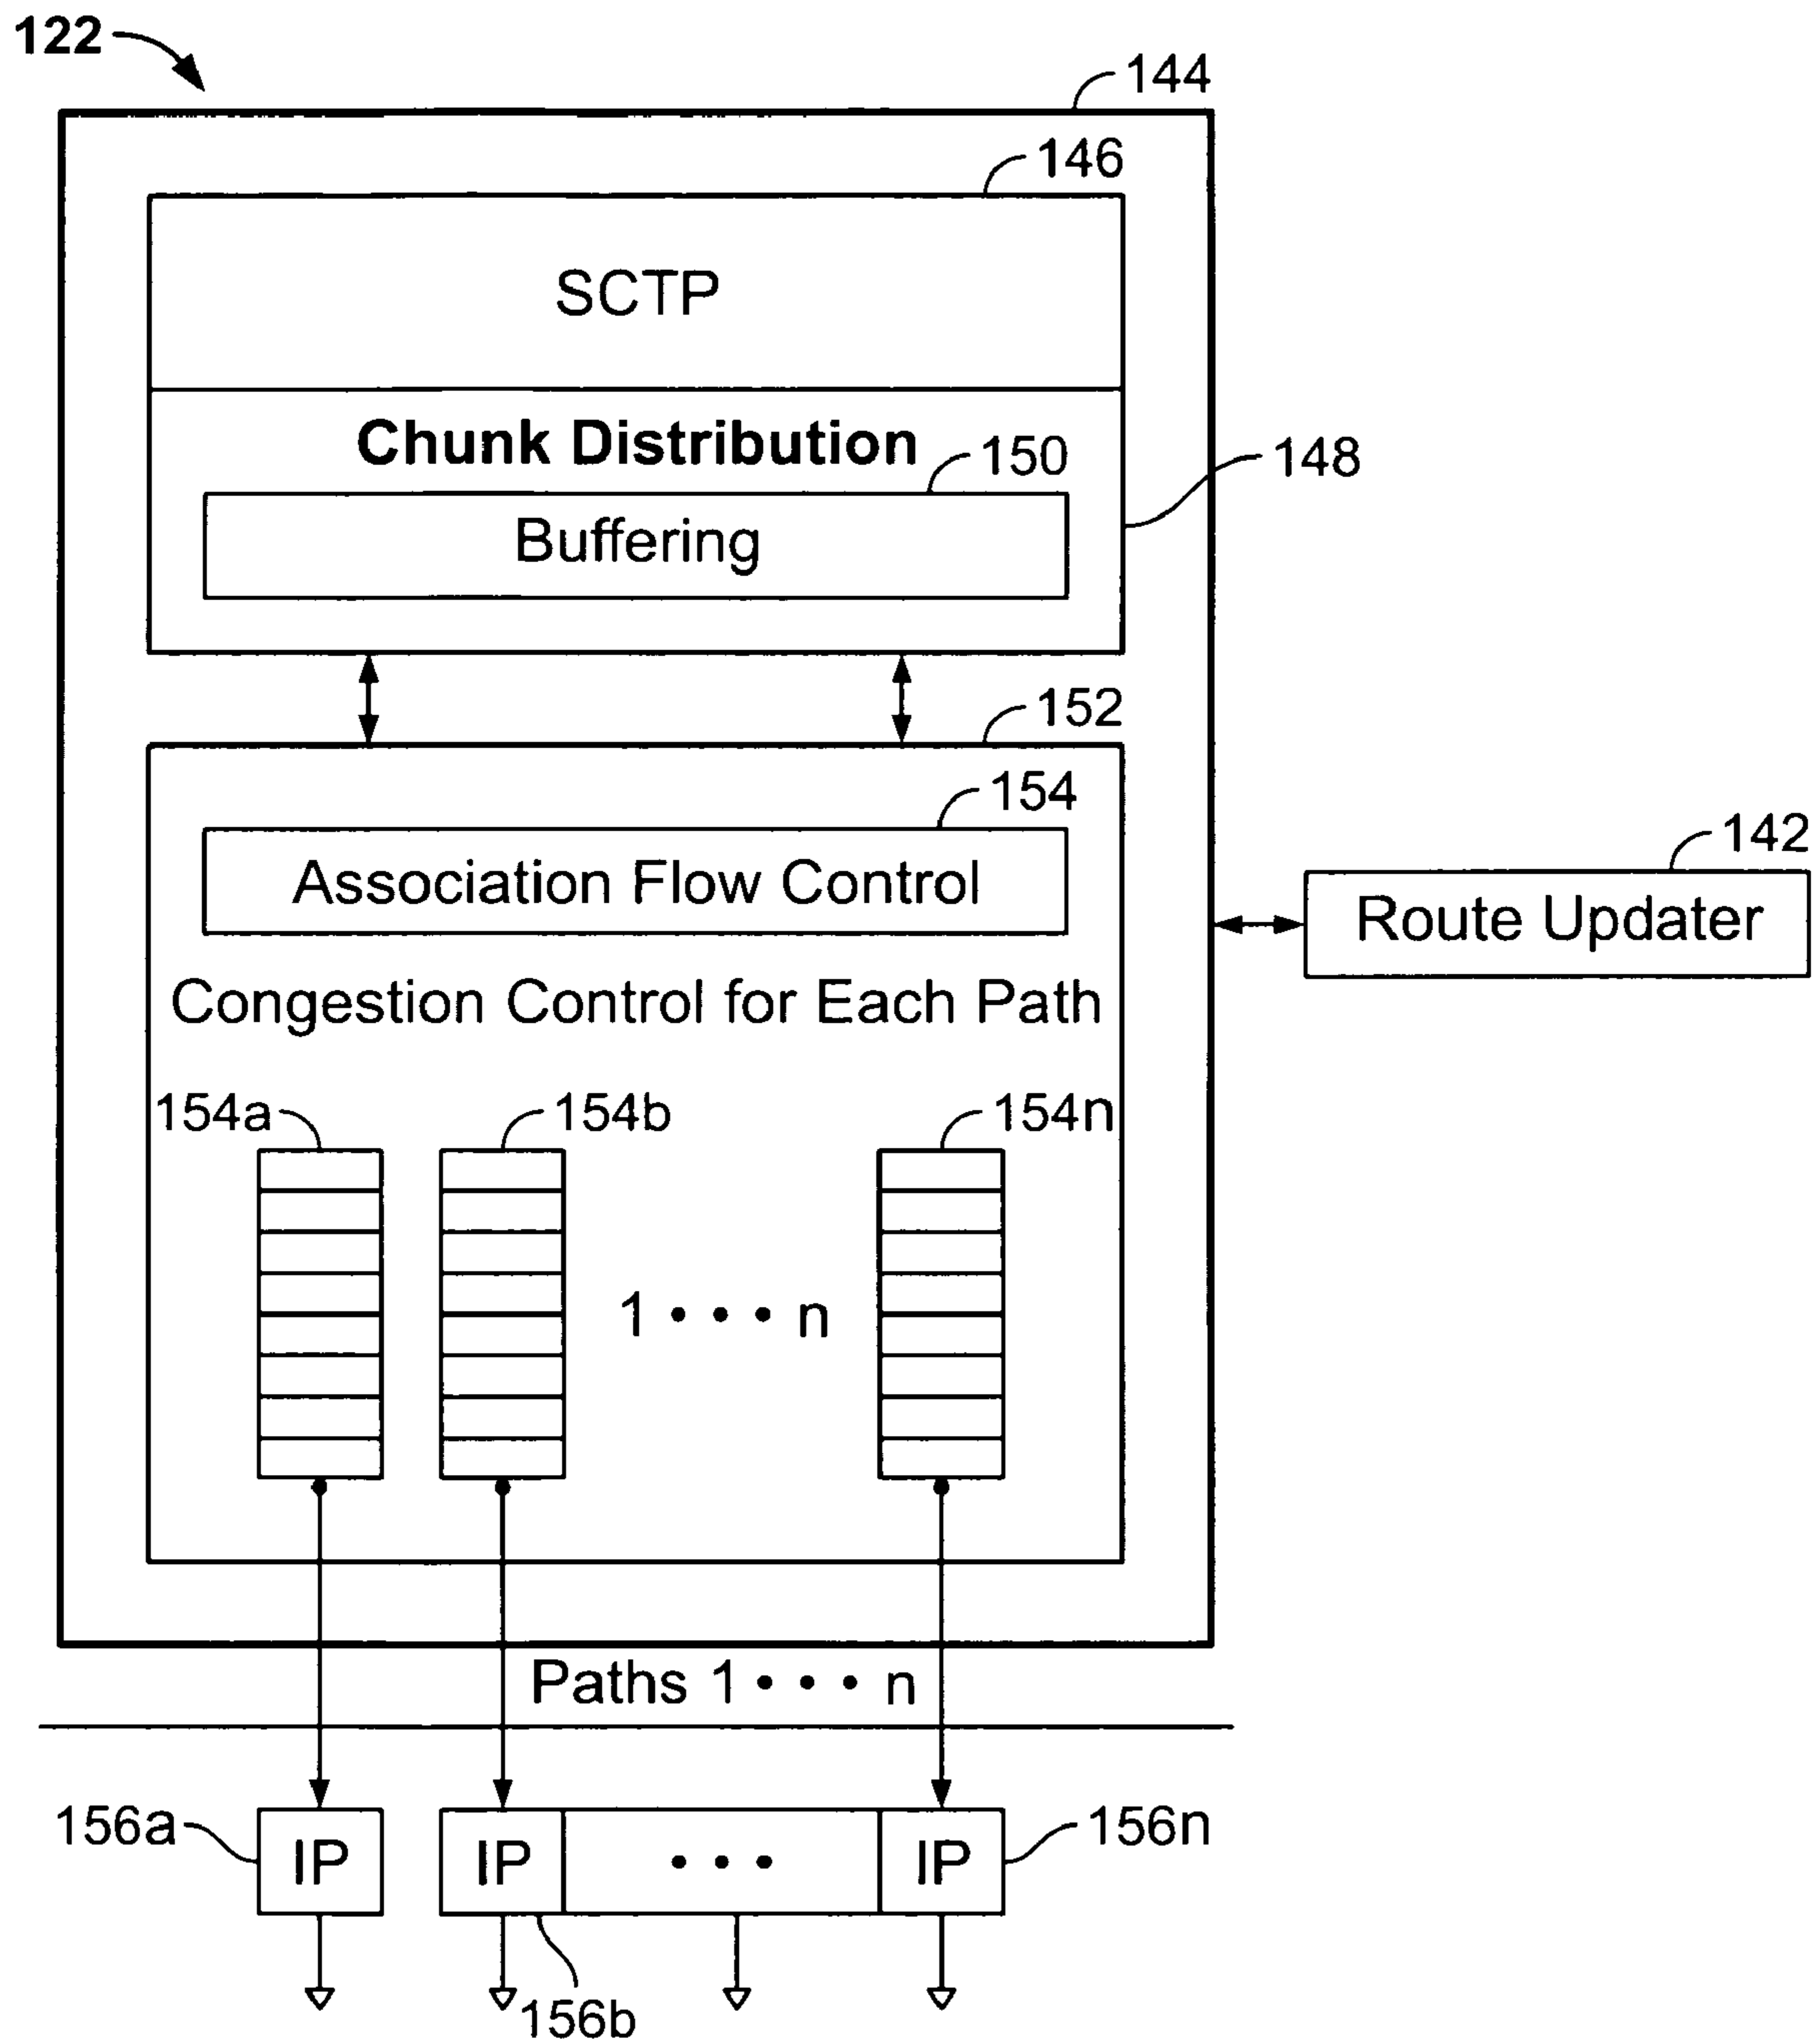 122
144
146
SCTP
Chunk Distribution
150
148
Buffering
152
154
Association Flow Control
142
Route Updater
Congestion Control for Each Path
154a
154b
154n
1 • • • n
Paths 1 • • • n
156a
IP
IP
• • •
IP
156n
156b